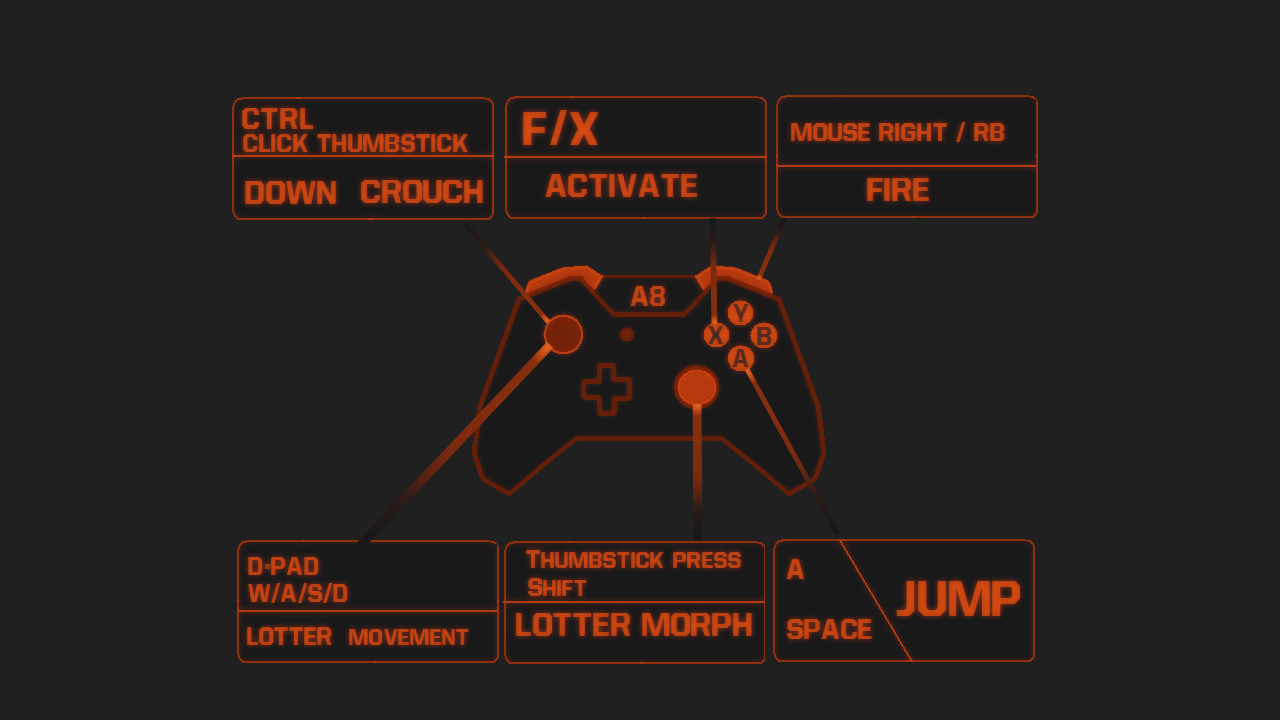 CTRL
CLICK THUMBSTICK
DOWN CROUCH
F/X
ACTIVATE
MOUSE RIGHT / RB
FIRE
A8
Y
X B
A
D-PAD
W/A/S/D
LOTTER MOVEMENT
THUMBSTICK PRESS
SHIFT
LOTTER MORPH
A
JUMP
SPACE